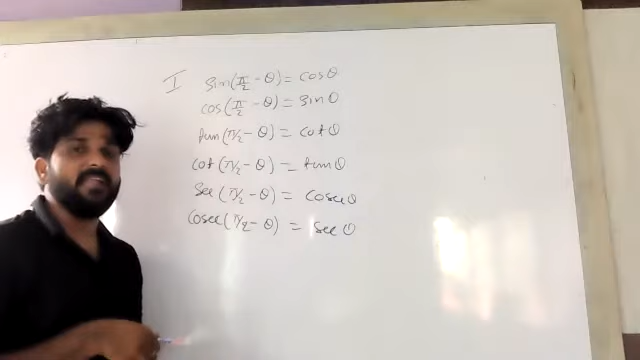 I sin(π/2 - θ) = cosθ
cos(π/2 - θ) = sinθ
tan(π/2 - θ) = cotθ
cot(π/2 - θ) = tanθ
sec(π/2 - θ) = cosecθ
cosec(π/2 - θ) = secθ